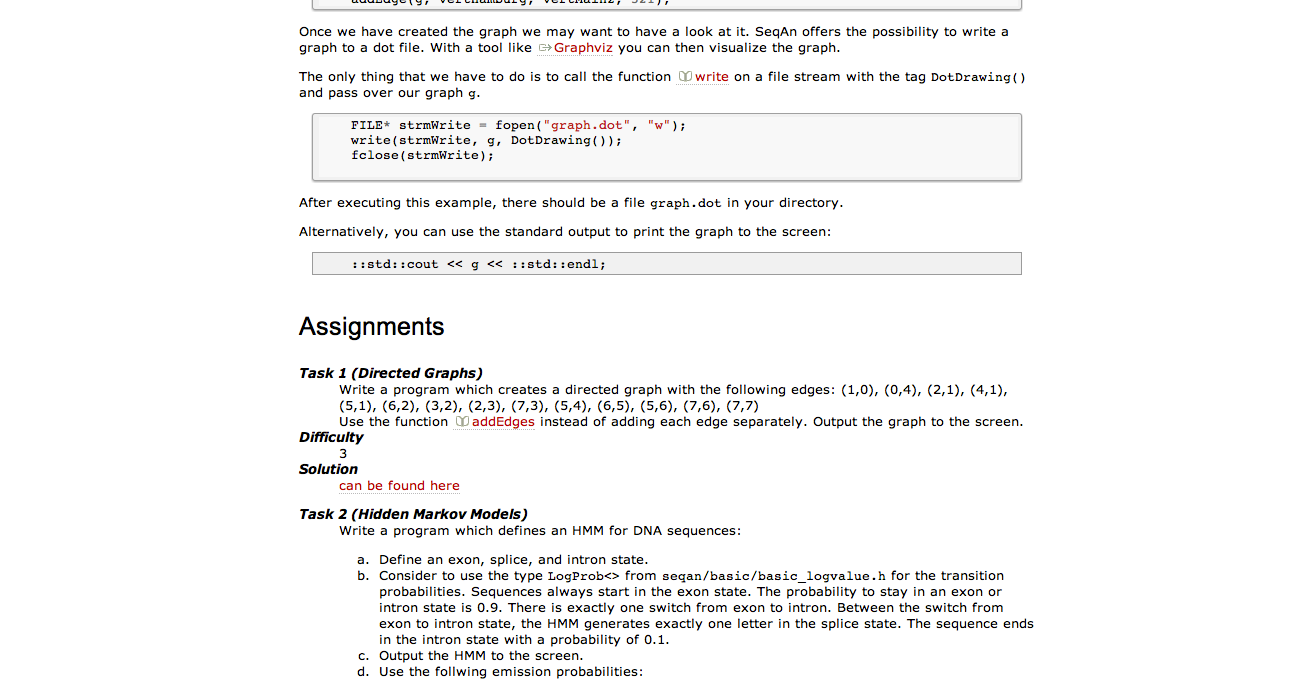 Once we have created the graph we may want to have a look at it. SeqAn offers the possibility to write a
graph to a dot file. With a tool like Graphviz you can then visualize the graph.
The only thing that we have to do is to call the function write on a file stream with the tag DotDrawing()
and pass over our graph g.
FILE* strmWrite = fopen("graph.dot", "w");
write(strmWrite, g, DotDrawing());
fclose(strmWrite);
After executing this example, there should be a file graph.dot in your directory.
Alternatively, you can use the standard output to print the graph to the screen:
::std::cout << g << ::std::endl;
Assignments
Task 1 (Directed Graphs)
Write a program which creates a directed graph with the following edges: (1,0), (0,4), (2,1), (4,1),
(5,1), (6,2), (3,2), (2,3), (7,3), (5,4), (6,5), (5,6), (7,6), (7,7)
Use the function addEdges instead of adding each edge separately. Output the graph to the screen.
Difficulty
3
Solution
can be found here
Task 2 (Hidden Markov Models)
Write a program which defines an HMM for DNA sequences:
a. Define an exon, splice, and intron state.
b. Consider to use the type LogProb<> from seqan/basic/basic_logvalue.h for the transition
probabilities. Sequences always start in the exon state. The probability to stay in an exon or
intron state is 0.9. There is exactly one switch from exon to intron. Between the switch from
exon to intron state, the HMM generates exactly one letter in the splice state. The sequence ends
in the intron state with a probability of 0.1.
c. Output the HMM to the screen.
d. Use the follwing emission probabilities: